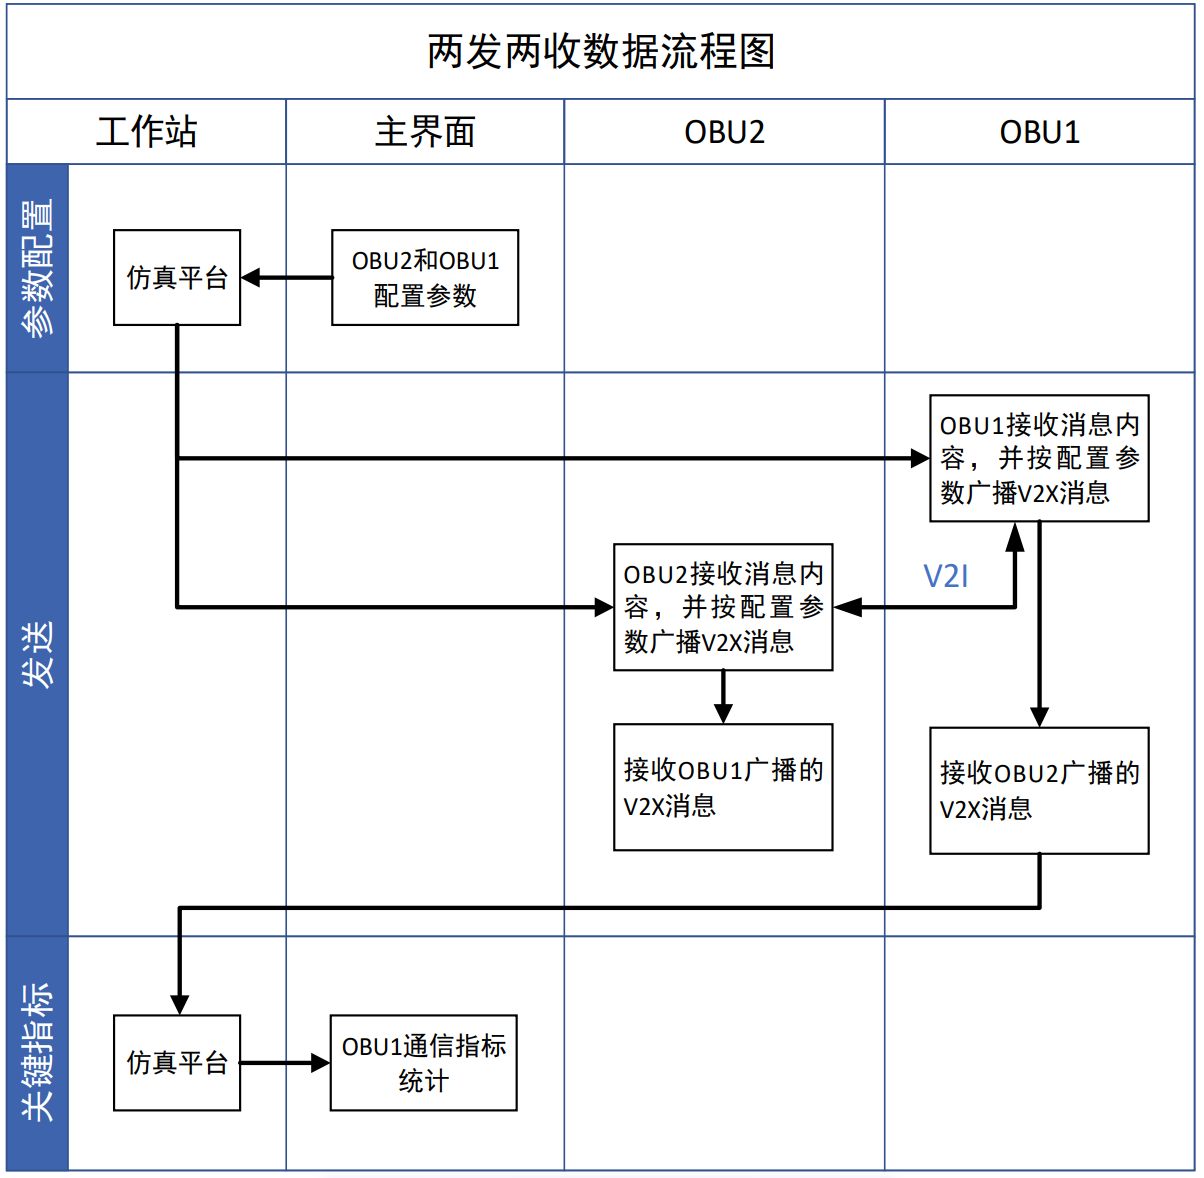 两发两收数据流程图
工作站
主界面
OBU2
OBU1
参数配置
仿真平台
OBU2和OBU1
配置参数
发送
OBU1接收消息内
容，并按配置参
数广播V2X消息
V2I
OBU2接收消息内
容，并按配置参
数广播V2X消息
接收OBU1广播的
V2X消息
接收OBU2广播的
V2X消息
关键指标
仿真平台
OBU1通信指标
统计